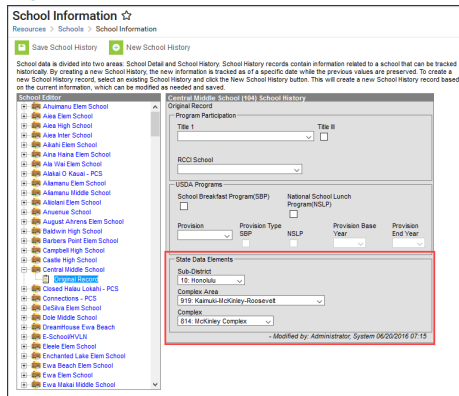 School Information ☆
Resources > Schools > School Information
Save School History
New School History
School data is divided into two areas: School Detail and School History. School History records contain information related to a school that can be tracked
historically. By creating a new School History, the new information is tracked as of a specific date while the previous values are preserved. To create a
new School History record, select an existing School History and click the New School History button. This will create a new School History record based
on the current information, which can be modified as needed and saved.
School Editor
Ahuimanu Elem School
Aiea Elem School
Aiea High School
Aiea Inter School
Aikahi Elem School
Aina Haina Elem School
Ala Wai Elem School
Alakai O Kauai - PCS
Aliamanu Elem School
Aliamanu Middle School
Aliiolani Elem School
Anuenue School
August Ahrens Elem School
Baldwin High School
Barbers Point Elem School
Campbell High School
Castle High School
Central Middle School
Original Record
Closed Halau Lokahi - PCS
Connections - PCS
DeSilva Elem School
Dole Middle School
DreamHouse Ewa Beach
E-School/HVLN
Eleele Elem School
Enchanted Lake Elem School
Ewa Beach Elem School
Ewa Elem School
Ewa Makai Middle School
Central Middle School (104) School History
Original Record
Program Participation
Title 1 Title III
RCCI School
USDA Programs
School Breakfast Program(SBP) National School Lunch
Program(NSLP)
Provision Provision Type
SBP NSLP Provision Base
Year Provision
End Year
State Data Elements
Sub-District
10: Honolulu
Complex Area
919: Kaimuki-McKinley-Roosevelt
Complex
814: McKinley Complex
- Modified by: Administrator, System 06/20/2016 07:15